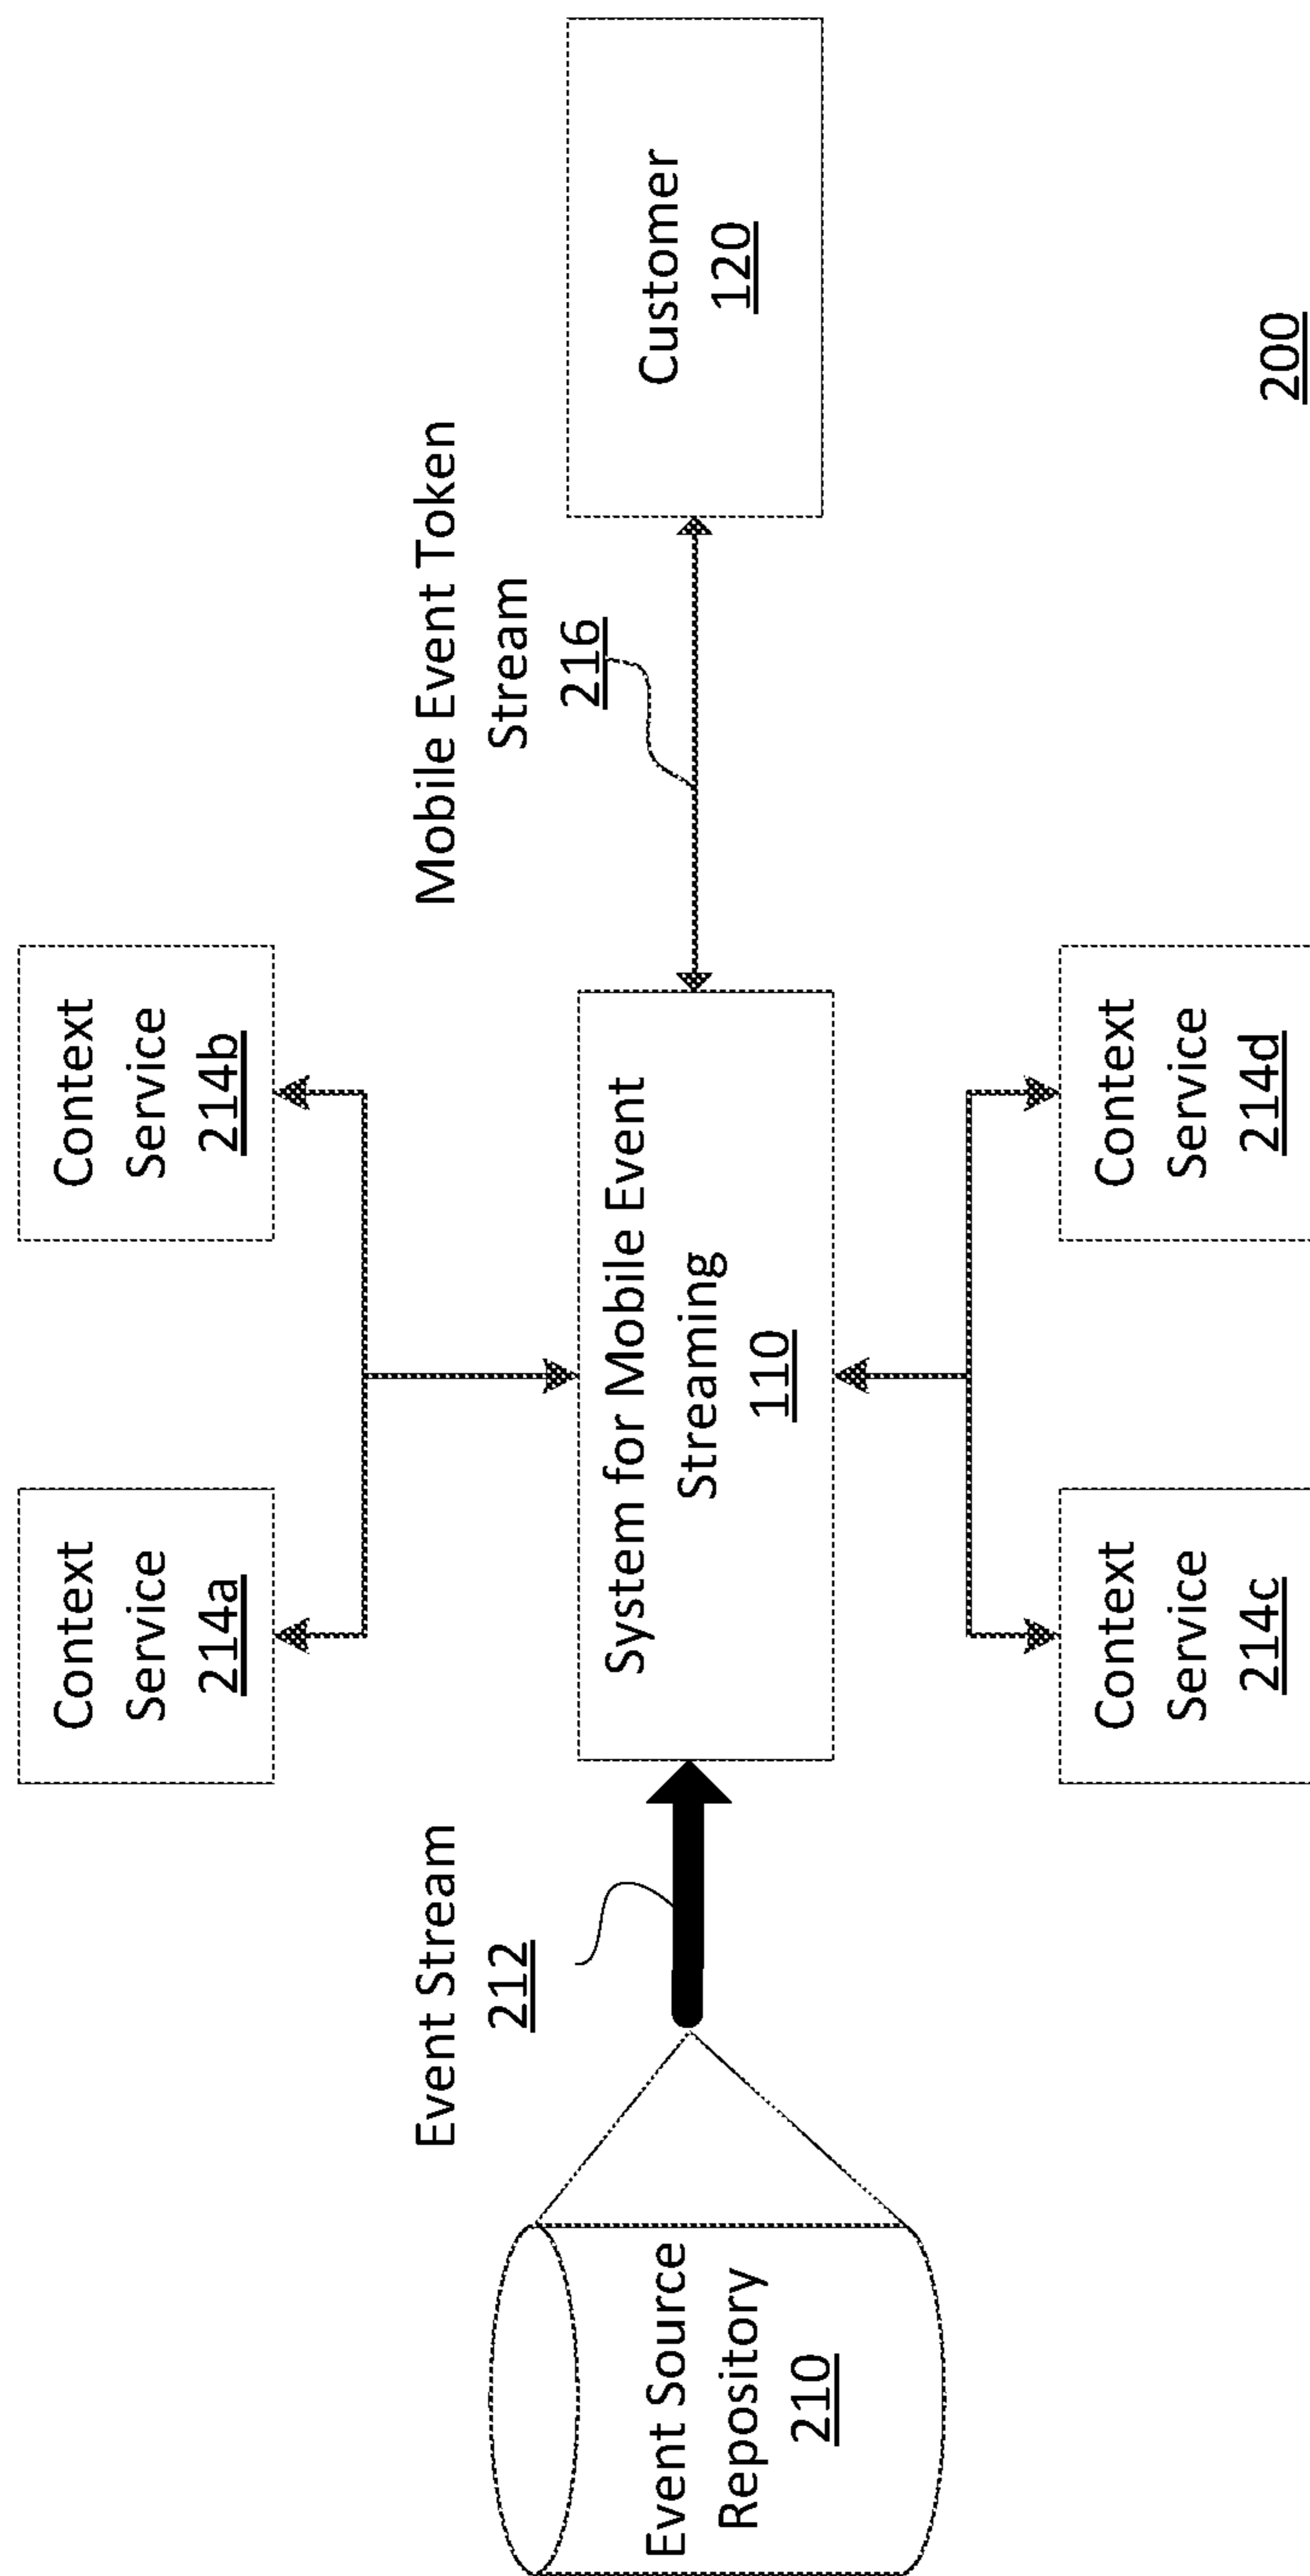 Context
Service
214a
Context
Service
214b
Event Stream
212
Mobile Event Token
Stream
216
Event Source
Repository
210
System for Mobile Event
Streaming
110
Customer
120
Context
Service
214c
Context
Service
214d
200